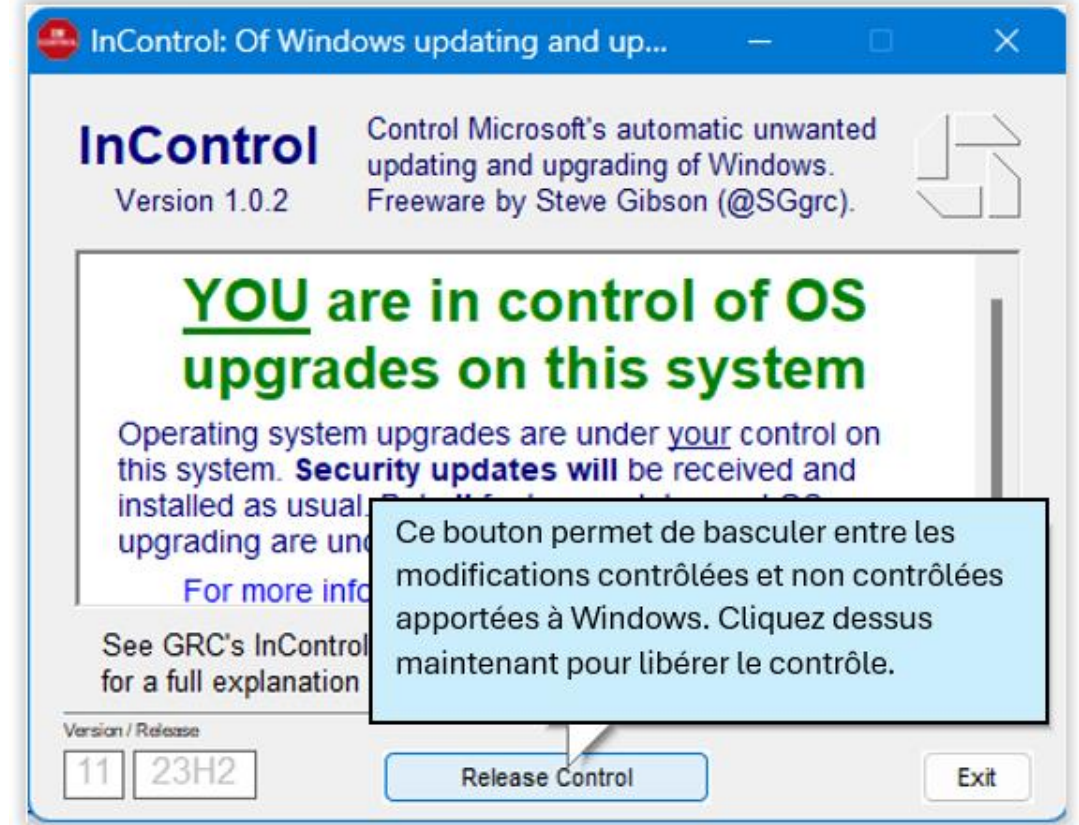 InControl: Of Windows updating and up...
InControl
Version 1.0.2
Control Microsoft's automatic unwanted
updating and upgrading of Windows.
Freeware by Steve Gibson (@SGgrc).
YOU are in control of OS
upgrades on this system
Operating system upgrades are under your control on
this system. Security updates will be received and
installed as usual.
upgrading are
For more
See GRC's InControl
for a full explanation
Ce bouton permet de basculer entre les
modifications contrôlées et non contrôlées
apportées à Windows. Cliquez dessus
maintenant pour libérer le contrôle.
Version / Release
11 23H2
Release Control
Exit